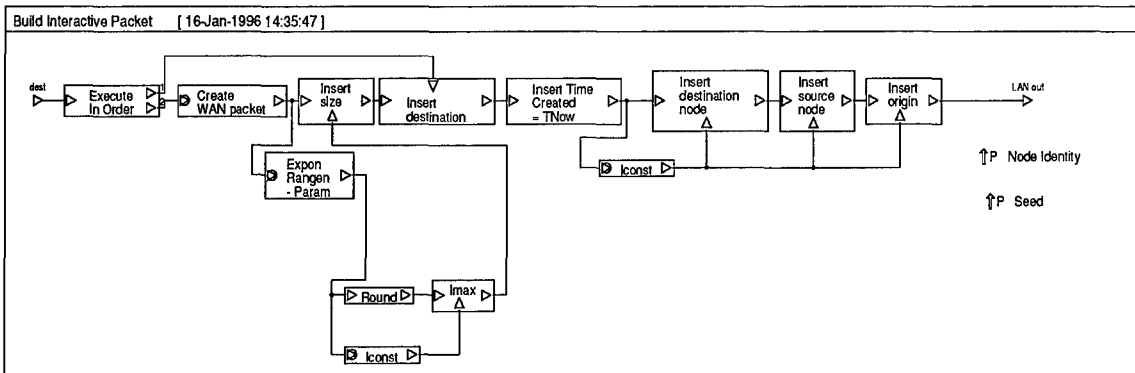 Build Interactive Packet [ 16-Jan-1996 14:35:47 ]
dest
Execute
In Order
1
2
Create
WAN packet
Insert
size
Insert
destination
Insert Time
Created
= TNow
Insert
destination
node
Insert
source
node
Insert
origin
LAN out
Iconst
Expon
Rangen
- Param
Round
Imax
Iconst
⇑P Node Identity
⇑P Seed